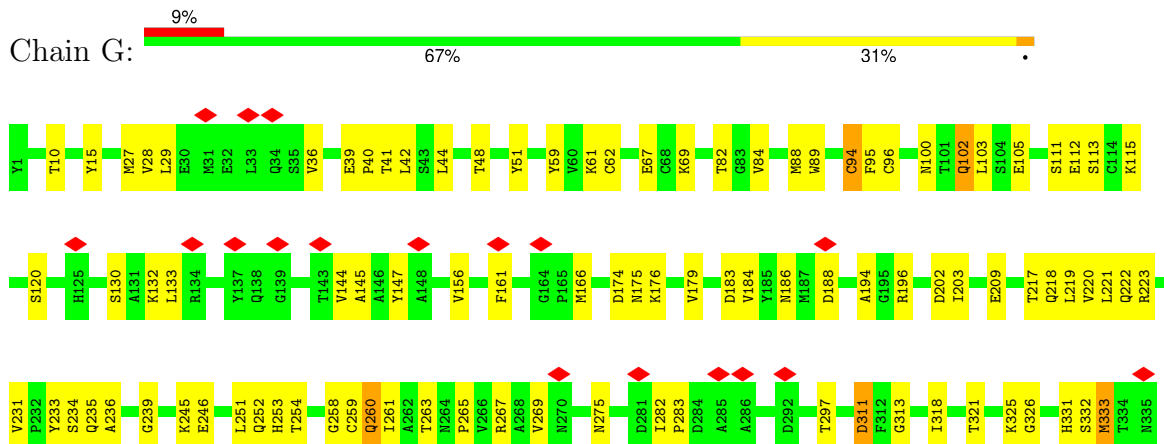 9%
Chain G:
67% 31% •
Y1 T10 Y15 M27 V28 L29 E30 M31 E32 L33 Q34 S35 V36 E39 P40 T41 L42 S43 L44 T48 Y51 Y59 V60 K61 C62 E67 C68 K69 T82 G83 V84 M88 W89 C94 F95 C96 N100 T101 Q102 L103 S104 E105 S111 E112 S113 C114 K115
S120 H125 S130 A131 K132 L133 R134 Y137 Q138 G139 T143 V144 A145 A146 Y147 A148 V156 F161 G164 P165 M166 D174 N175 K176 V179 D183 V184 Y185 N186 M187 D188 A194 G195 R196 D202 I203 E209 T217 Q218 L219 V220 L221 Q222 R223
V231 P232 Y233 S234 Q235 A236 G239 K245 E246 L251 Q252 H253 T254 G258 C259 Q260 I261 A262 T263 N264 P265 V266 R267 A268 V269 N270 N275 D281 I282 P283 D284 A285 A286 D292 T297 D311 F312 G313 I318 T321 K325 G326 H331 S332 M333 T334 N335